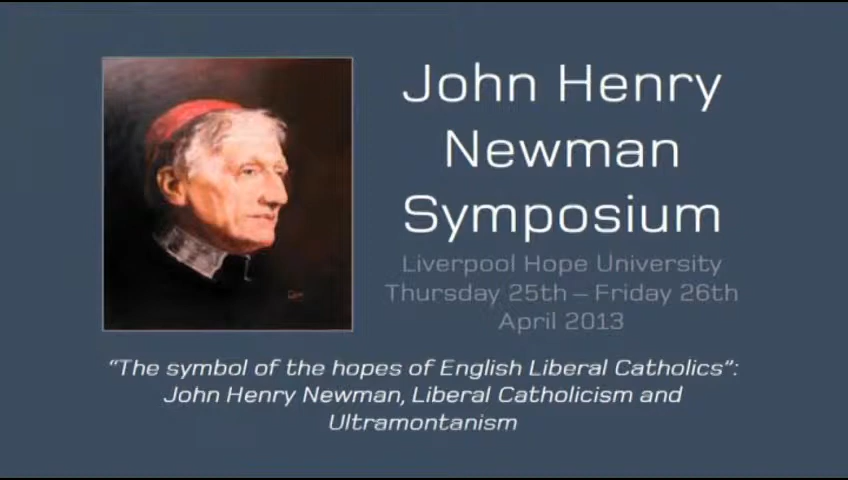 John Henry
Newman
Symposium
Liverpool Hope University
Thursday 25th – Friday 26th
April 2013
“The symbol of the hopes of English Liberal Catholics”:
John Henry Newman, Liberal Catholicism and
Ultramontanism